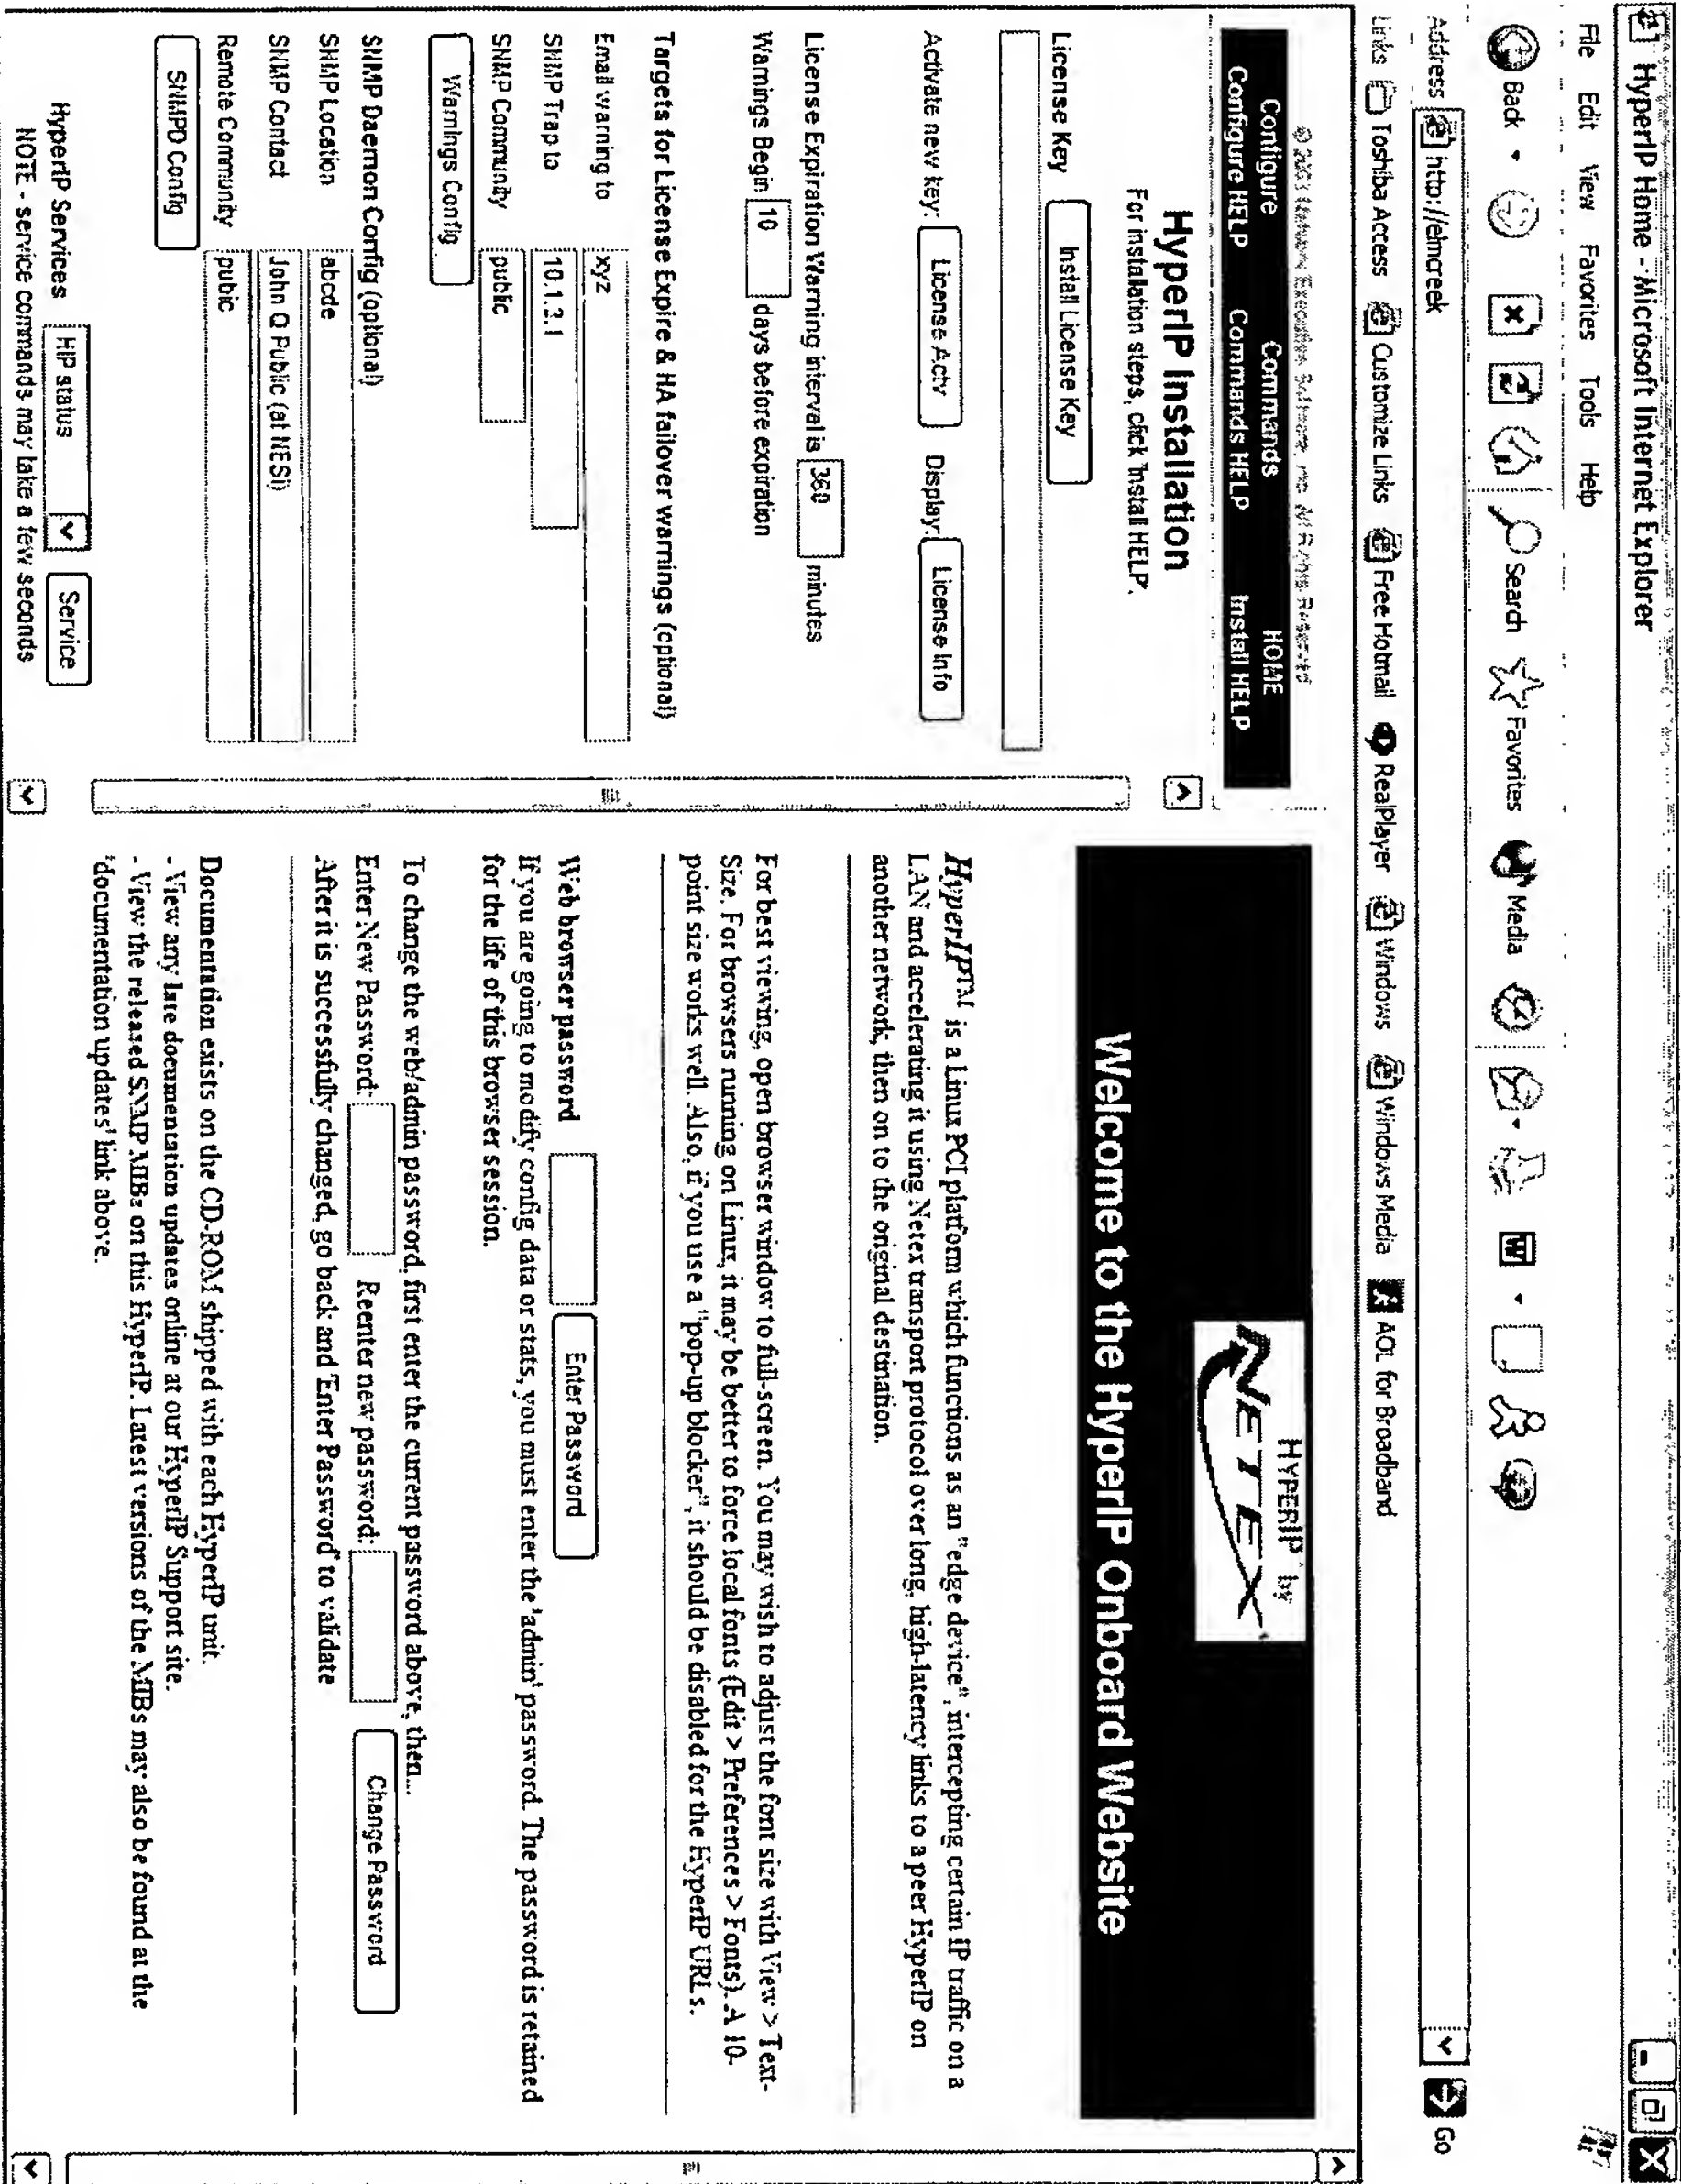 HyperIP Home - Microsoft Internet Explorer
File Edit View Favorites Tools Help
Back Search Favorites Media
Address http://elmcreek Go
Links Toshiba Access Customize Links Free Hotmail RealPlayer Windows Windows Media AOL for Broadband
All Rights Reserved
Configure Commands HOME
Configure HELP Commands HELP Install HELP
HyperIP Installation
For installation steps, click 'Install HELP'.
License Key Install License Key
Activate new key: License Actv Display: License Info
License Expiration Warning interval is 360 minutes
Warnings Begin 10 days before expiration
Targets for License Expire & HA failover warnings (optional)
Email warning to xyz
SNMP Trap to 10.1.2.1
SNMP Community public
Warnings Config
SNMP Daemon Config (optional)
SNMP Location abcde
SNMP Contact John Q Public (at NESi)
Remote Community pubic
SNMPD Config
HyperIP Services HIP status Service
NOTE - service commands may take a few seconds
HYPERIP by
NETEX
Welcome to the HyperIP Onboard Website
HyperIP™ is a Linux PCI platform which functions as an "edge device", intercepting certain IP traffic on a
LAN and accelerating it using Netex transport protocol over long, high-latency links to a peer HyperIP on
another network, then on to the original destination.
For best viewing, open browser window to full-screen. You may wish to adjust the font size with View > Text-
Size. For browsers running on Linux, it may be better to force local fonts (Edit > Preferences > Fonts). A 10-
point size works well. Also, if you use a "pop-up blocker", it should be disabled for the HyperIP URLs.
Web browser password Enter Password
If you are going to modify config data or stats, you must enter the 'admin' password. The password is retained
for the life of this browser session.
To change the web/admin password, first enter the current password above, then...
Enter New Password: Reenter new password: Change Password
After it is successfully changed, go back and 'Enter Password' to validate
Documentation exists on the CD-ROM shipped with each HyperIP unit.
- View any late documentation updates online at our HyperIP Support site.
- View the released SNMP MIBs on this HyperIP. Latest versions of the MIBs may also be found at the
'documentation updates' link above.